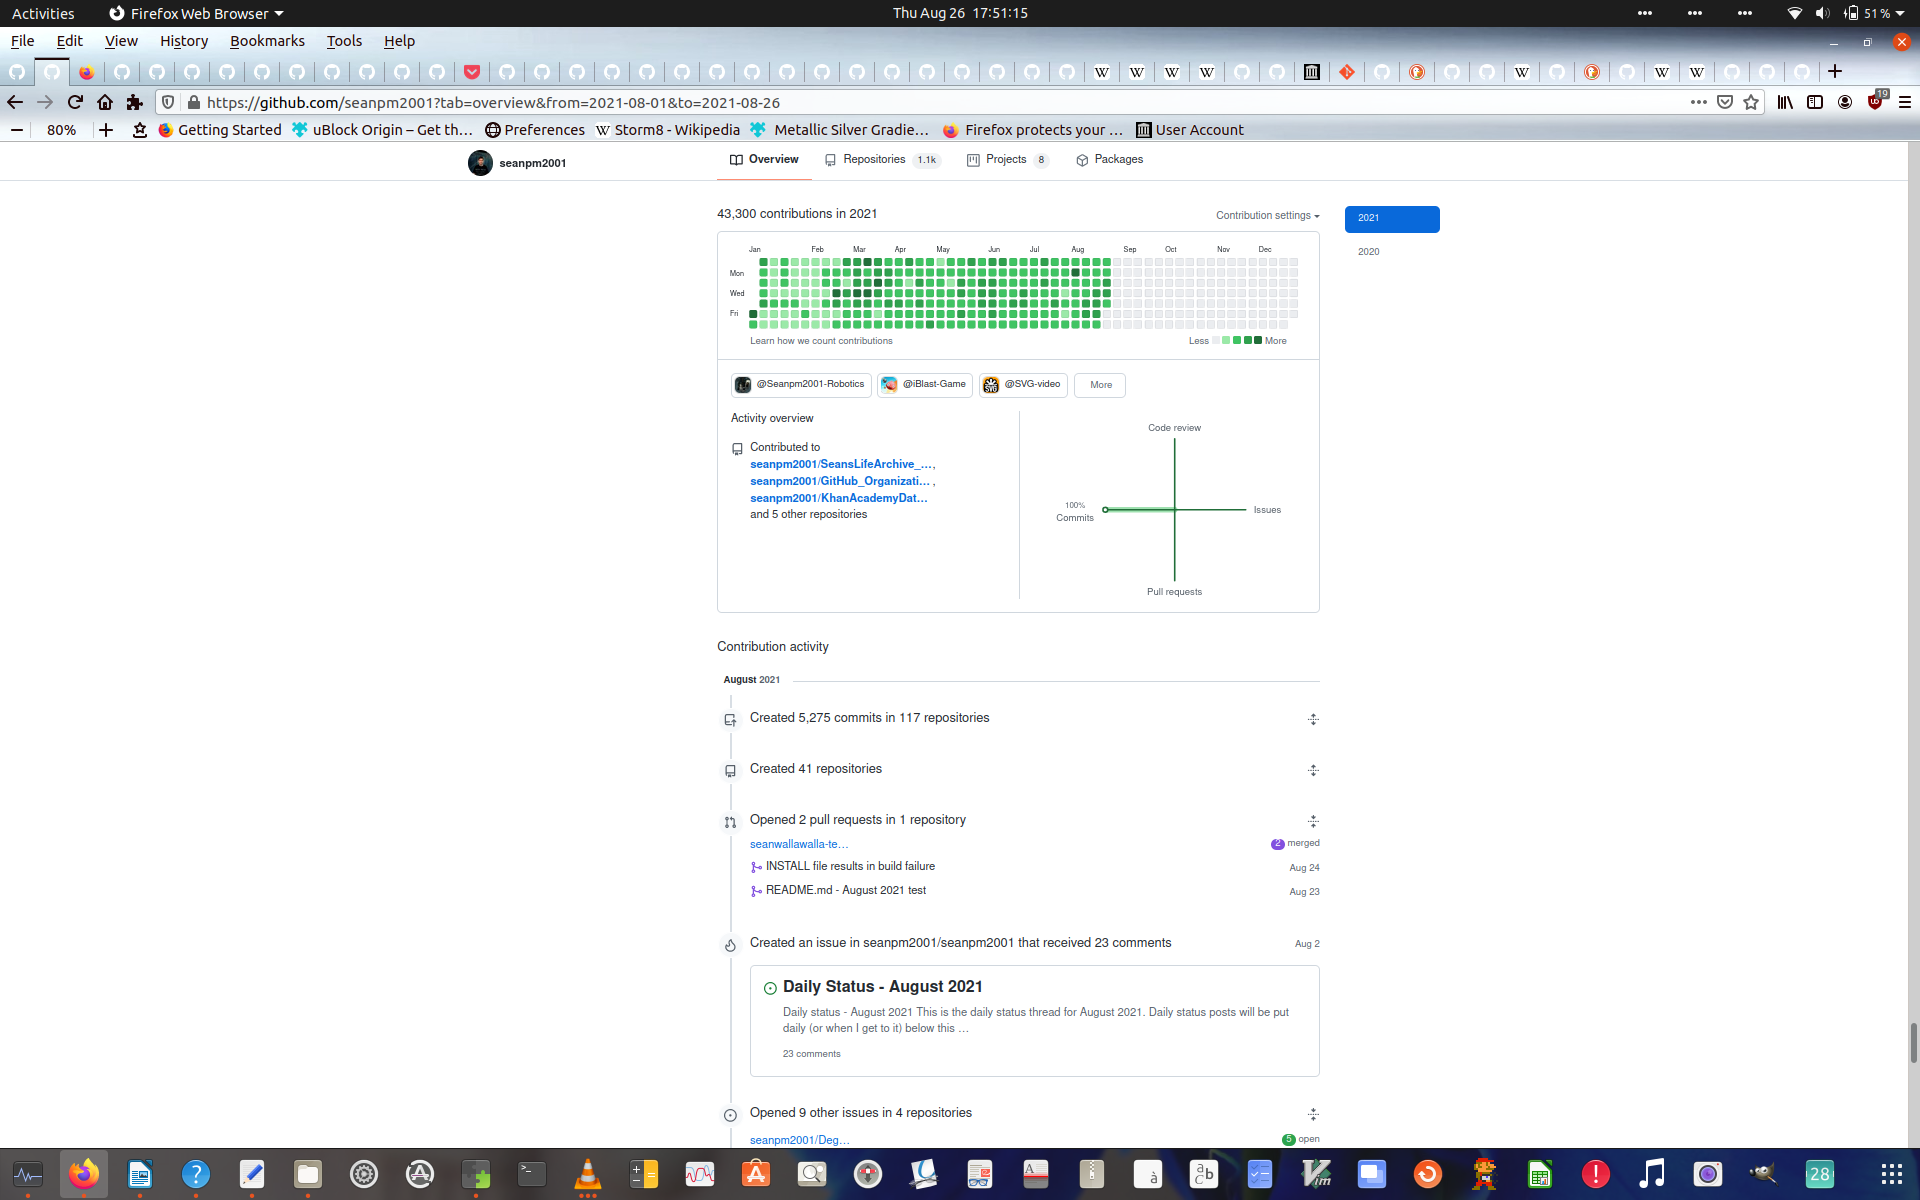 Activities
Firefox Web Browser
Thu Aug 26 17:51:15
51 %
File Edit View History Bookmarks Tools Help
https://github.com/seanpm2001?tab=overview&from=2021-08-01&to=2021-08-26
19
80%
Getting Started
uBlock Origin – Get th…
Preferences
Storm8 - Wikipedia
Metallic Silver Gradie…
Firefox protects your …
User Account
seanpm2001
Overview
Repositories 1.1k
Projects 8
Packages
43,300 contributions in 2021
Contribution settings
2021
2020
Jan Feb Mar Apr May Jun Jul Aug Sep Oct Nov Dec
Mon
Wed
Fri
Learn how we count contributions
Less More
@Seanpm2001-Robotics
@iBlast-Game
@SVG-video
More
Activity overview
Contributed to
seanpm2001/SeansLifeArchive_…,
seanpm2001/GitHub_Organizati… ,
seanpm2001/KhanAcademyDat…
and 5 other repositories
Code review
100%
Commits
Issues
Pull requests
Contribution activity
August 2021
Created 5,275 commits in 117 repositories
Created 41 repositories
Opened 2 pull requests in 1 repository
seanwallawalla-te…
2 merged
INSTALL file results in build failure
Aug 24
README.md - August 2021 test
Aug 23
Created an issue in seanpm2001/seanpm2001 that received 23 comments
Aug 2
Daily Status - August 2021
Daily status - August 2021 This is the daily status thread for August 2021. Daily status posts will be put
daily (or when I get to it) below this …
23 comments
Opened 9 other issues in 4 repositories
seanpm2001/Deg…
5 open
28